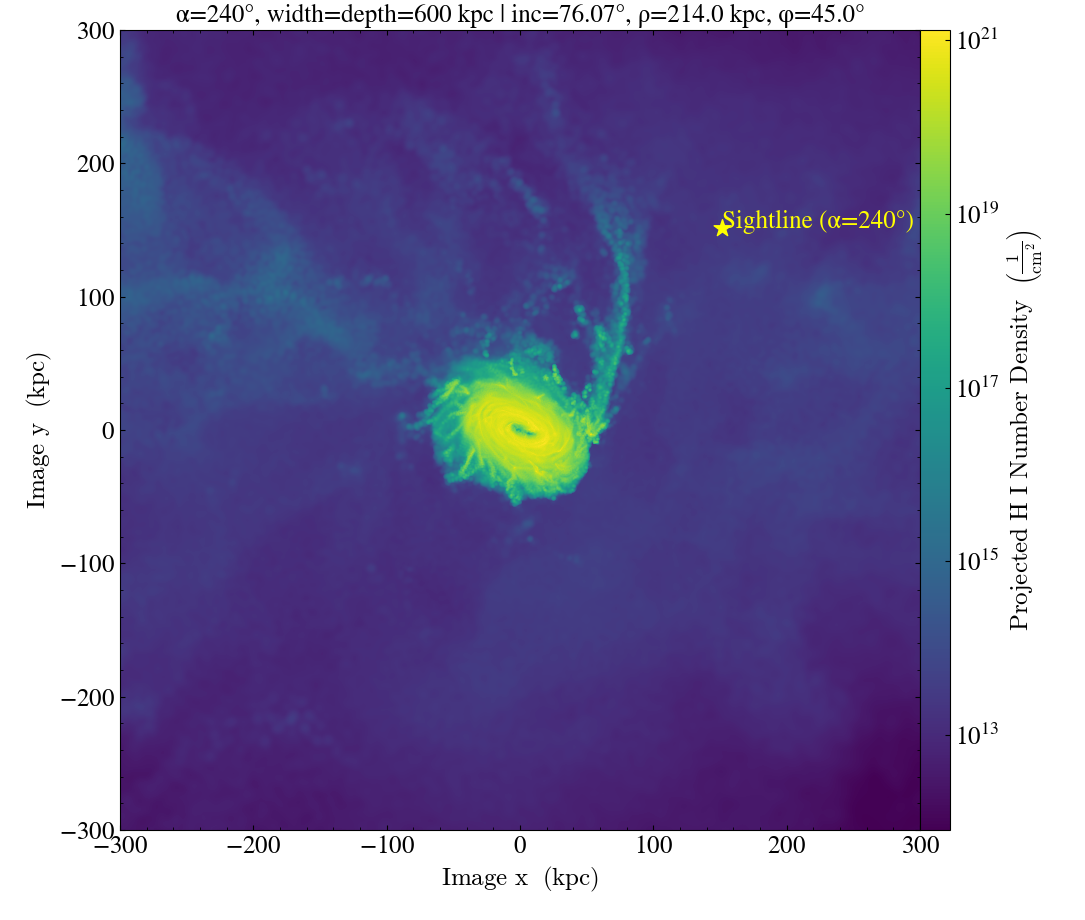 α=240°, width=depth=600 kpc | inc=76.07°, ρ=214.0 kpc, φ=45.0°
300
200
100
0
−100
−200
−300
Image y (kpc)
Sightline (α=240°)
−300 −200 −100 0 100 200 300
Image x (kpc)
10²¹
10¹⁹
10¹⁷
10¹⁵
10¹³
Projected H I Number Density (1/cm²)